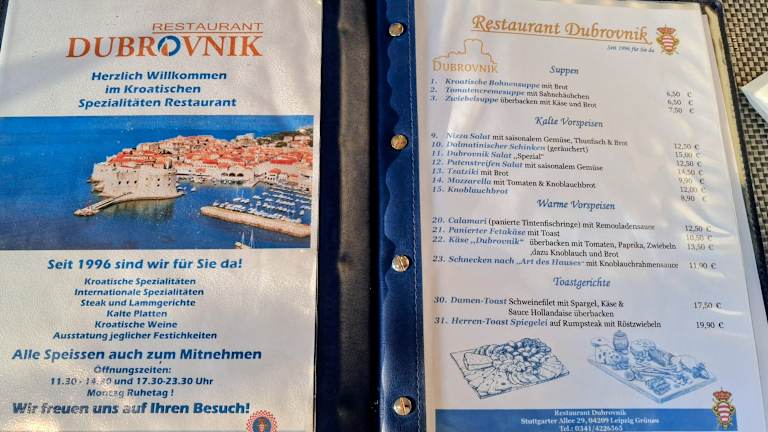 RESTAURANT
DUBROVNIK
Herzlich Willkommen
im Kroatischen
Spezialitäten Restaurant
Seit 1996 sind wir für Sie da!
Kroatische Spezialitäten
Internationale Spezialitäten
Steak und Lammgerichte
Kalte Platten
Kroatische Weine
Ausstattung jeglicher Festichkeiten
Alle Speissen auch zum Mitnehmen
Öffnungszeiten:
11.30 - 14.30 und 17.30-23.30 Uhr
Montag Ruhetag !
Wir freuen uns auf Ihren Besuch!
Restaurant Dubrovnik
Seit 1996 für Sie da
DUBROVNIK
Suppen
1. Kroatische Bohnensuppe mit Brot 6,50 €
2. Tomatencremesuppe mit Sahnehäubchen 6,50 €
3. Zwiebelsuppe überbacken mit Käse und Brot 7,50 €
Kalte Vorspeisen
9. Nizza Salat mit saisonalem Gemüse, Thunfisch & Brot 12,50 €
10. Dalmatinischer Schinken (geräuchert) 15,00 €
11. Dubrovnik Salat „Spezial" 12,50 €
12. Putenstreifen Salat mit saisonalem Gemüse 14,50 €
13. Tzatziki mit Brot 9,90 €
14. Mozzarella mit Tomaten & Knoblauchbrot 12,00 €
15. Knoblauchbrot 8,90 €
Warme Vorspeisen
20. Calamari (panierte Tintenfischringe) mit Remouladensauce 12,50 €
21. Panierter Fetakäse mit Toast 10,50 €
22. Käse „Dubrovnik" überbacken mit Tomaten, Paprika, Zwiebeln 13,50 €
,dazu Knoblauch und Brot
23. Schnecken nach „Art des Hauses" mit Knoblauchrahmsauce 11,90 €
Toastgerichte
30. Damen-Toast Schweinefilet mit Spargel, Käse & 17,50 €
Sauce Hollandaise überbacken
31. Herren-Toast Spiegelei auf Rumpsteak mit Röstzwiebeln 19,90 €
Restaurant Dubrovnik
Stuttgarter Allee 29, 04209 Leipzig Grünau
Tel.: 0341/4226565